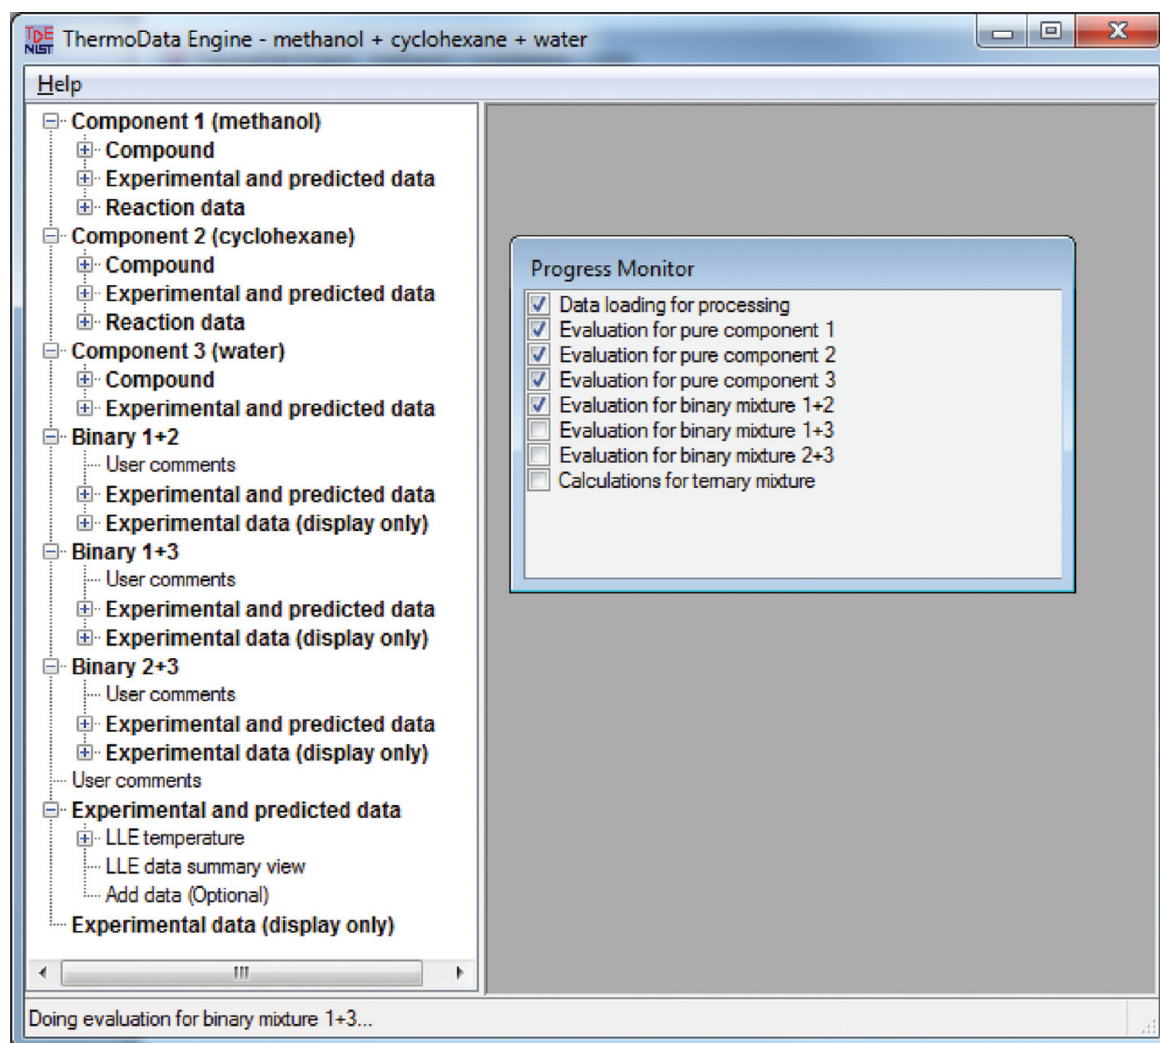 TDE
NIST
ThermoData Engine - methanol + cyclohexane + water
Help
Component 1 (methanol)
Compound
Experimental and predicted data
Reaction data
Component 2 (cyclohexane)
Compound
Experimental and predicted data
Reaction data
Component 3 (water)
Compound
Experimental and predicted data
Binary 1+2
User comments
Experimental and predicted data
Experimental data (display only)
Binary 1+3
User comments
Experimental and predicted data
Experimental data (display only)
Binary 2+3
User comments
Experimental and predicted data
Experimental data (display only)
User comments
Experimental and predicted data
LLE temperature
LLE data summary view
Add data (Optional)
Experimental data (display only)
Progress Monitor
Data loading for processing
Evaluation for pure component 1
Evaluation for pure component 2
Evaluation for pure component 3
Evaluation for binary mixture 1+2
Evaluation for binary mixture 1+3
Evaluation for binary mixture 2+3
Calculations for ternary mixture
Doing evaluation for binary mixture 1+3...